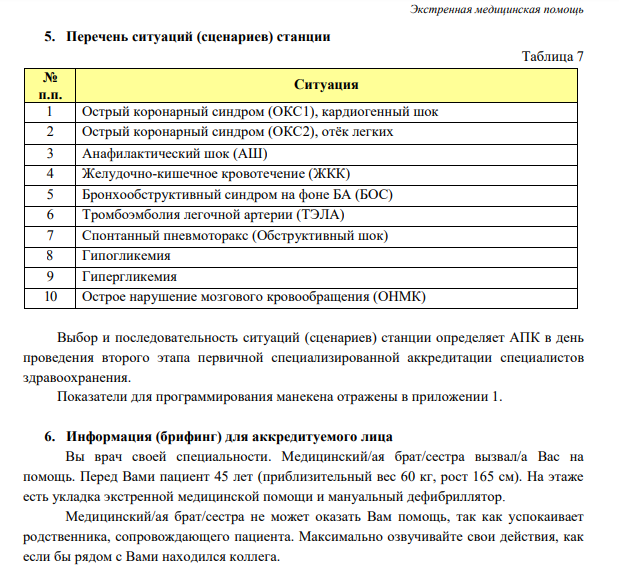 Экстренная медицинская помощь
5. Перечень ситуаций (сценариев) станции
Таблица 7
№ п.п. Ситуация
1 Острый коронарный синдром (ОКС1), кардиогенный шок
2 Острый коронарный синдром (ОКС2), отёк легких
3 Анафилактический шок (АШ)
4 Желудочно-кишечное кровотечение (ЖКК)
5 Бронхообструктивный синдром на фоне БА (БОС)
6 Тромбоэмболия легочной артерии (ТЭЛА)
7 Спонтанный пневмоторакс (Обструктивный шок)
8 Гипогликемия
9 Гипергликемия
10 Острое нарушение мозгового кровообращения (ОНМК)
Выбор и последовательность ситуаций (сценариев) станции определяет АПК в день
проведения второго этапа первичной специализированной аккредитации специалистов
здравоохранения.
Показатели для программирования манекена отражены в приложении 1.
6. Информация (брифинг) для аккредитуемого лица
Вы врач своей специальности. Медицинский/ая брат/сестра вызвал/а Вас на
помощь. Перед Вами пациент 45 лет (приблизительный вес 60 кг, рост 165 см). На этаже
есть укладка экстренной медицинской помощи и мануальный дефибриллятор.
Медицинский/ая брат/сестра не может оказать Вам помощь, так как успокаивает
родственника, сопровождающего пациента. Максимально озвучивайте свои действия, как
если бы рядом с Вами находился коллега.